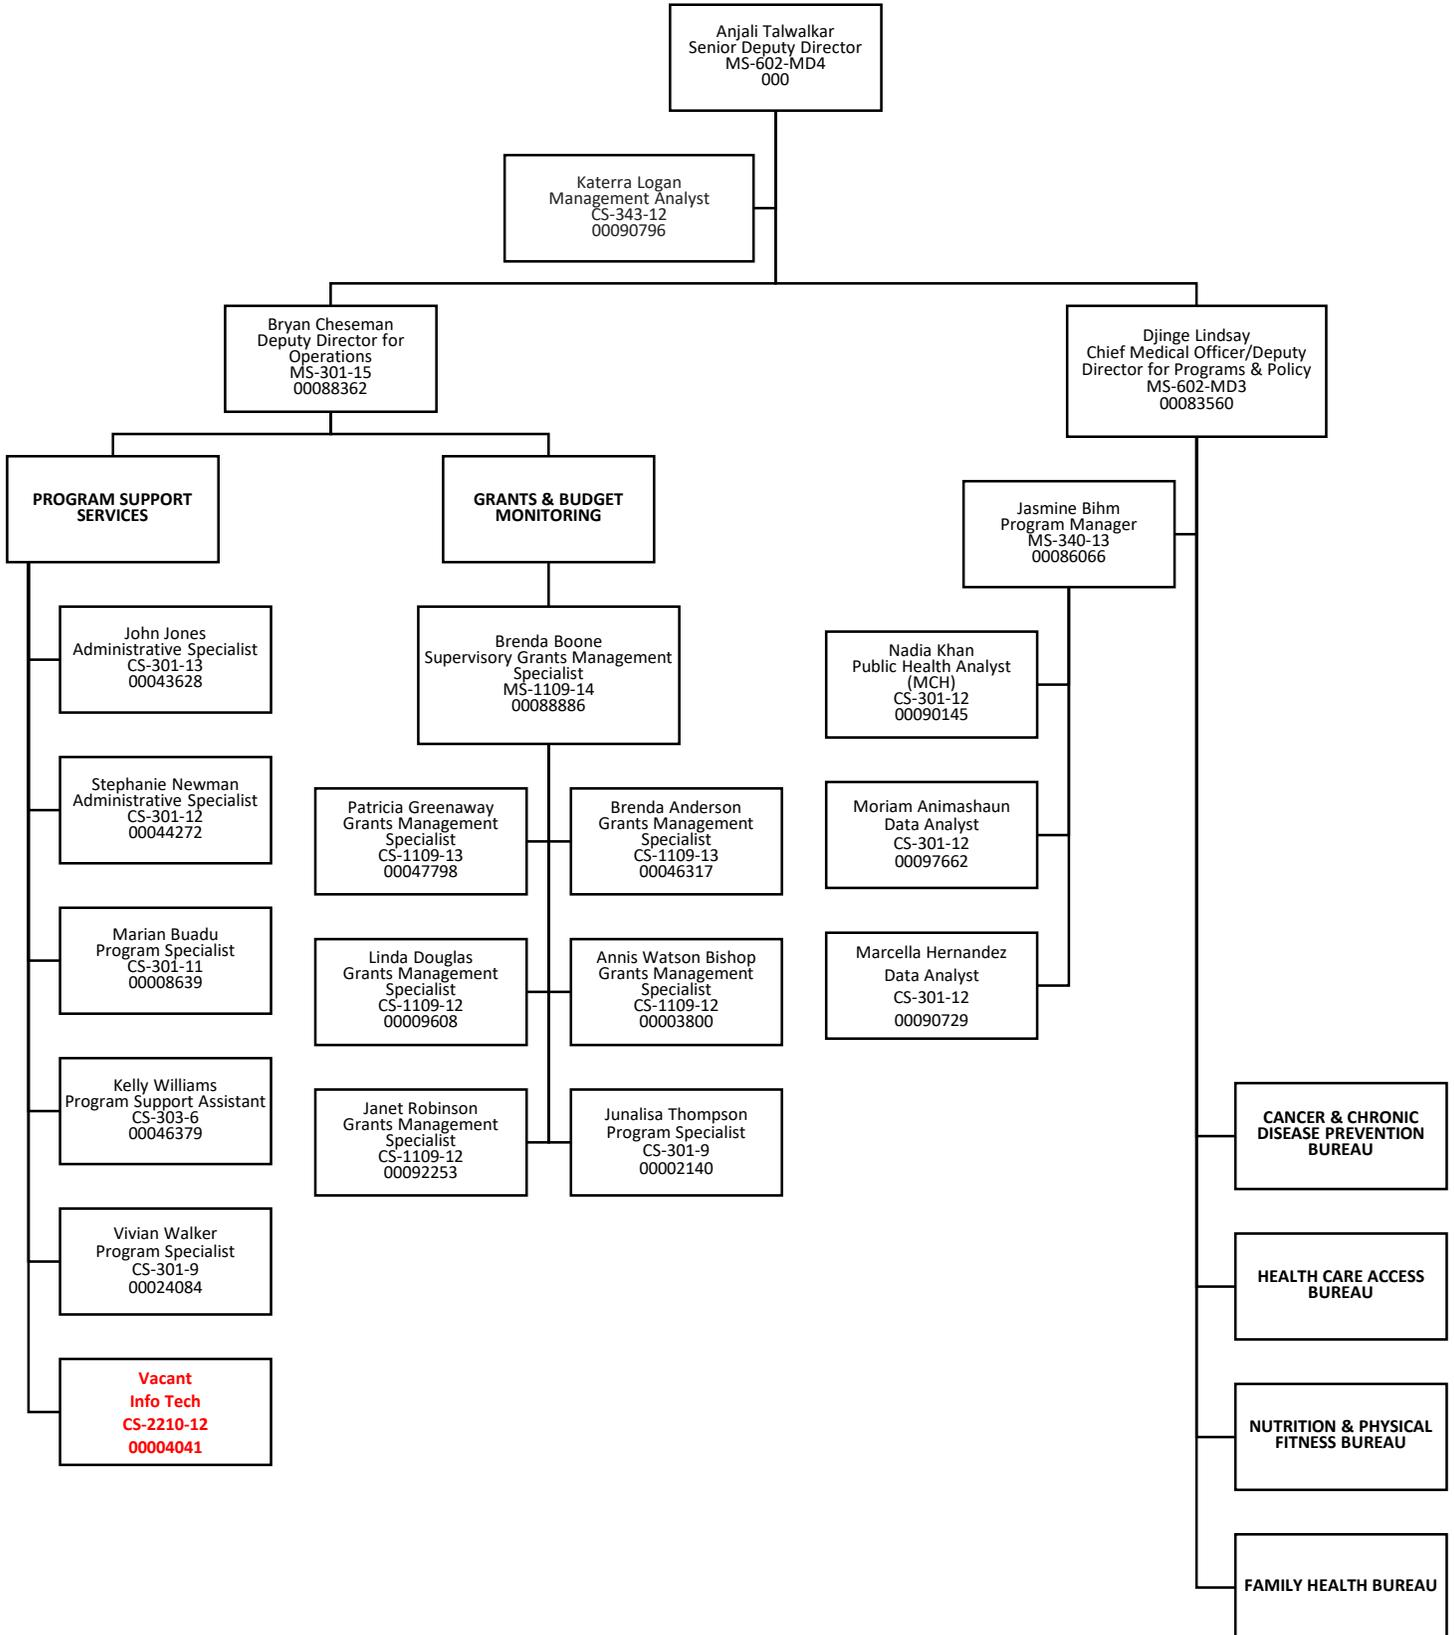 Anjali Talwalkar
Senior Deputy Director
MS-602-MD4
000
Katerra Logan
Management Analyst
CS-343-12
00090796
Bryan Cheseman
Deputy Director for
Operations
MS-301-15
00088362
Djinge Lindsay
Chief Medical Officer/Deputy
Director for Programs & Policy
MS-602-MD3
00083560
PROGRAM SUPPORT
SERVICES
GRANTS & BUDGET
MONITORING
Jasmine Bihm
Program Manager
MS-340-13
00086066
John Jones
Administrative Specialist
CS-301-13
00043628
Brenda Boone
Supervisory Grants Management
Specialist
MS-1109-14
00088886
Nadia Khan
Public Health Analyst
(MCH)
CS-301-12
00090145
Stephanie Newman
Administrative Specialist
CS-301-12
00044272
Patricia Greenaway
Grants Management
Specialist
CS-1109-13
00047798
Brenda Anderson
Grants Management
Specialist
CS-1109-13
00046317
Moriam Animashaun
Data Analyst
CS-301-12
00097662
Marian Buadu
Program Specialist
CS-301-11
00008639
Linda Douglas
Grants Management
Specialist
CS-1109-12
00009608
Annis Watson Bishop
Grants Management
Specialist
CS-1109-12
00003800
Marcella Hernandez
Data Analyst
CS-301-12
00090729
Kelly Williams
Program Support Assistant
CS-303-6
00046379
Janet Robinson
Grants Management
Specialist
CS-1109-12
00092253
Junalisa Thompson
Program Specialist
CS-301-9
00002140
CANCER & CHRONIC
DISEASE PREVENTION
BUREAU
Vivian Walker
Program Specialist
CS-301-9
00024084
HEALTH CARE ACCESS
BUREAU
Vacant
Info Tech
CS-2210-12
00004041
NUTRITION & PHYSICAL
FITNESS BUREAU
FAMILY HEALTH BUREAU